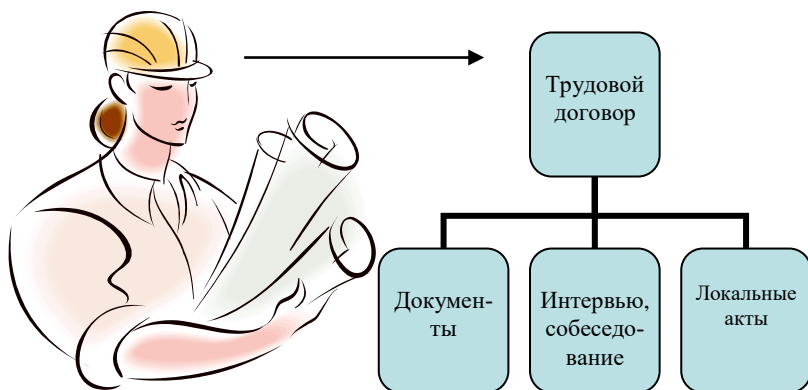 Трудовой
договор
Докумен-
ты
Интервью,
собеседо-
вание
Локальные
акты